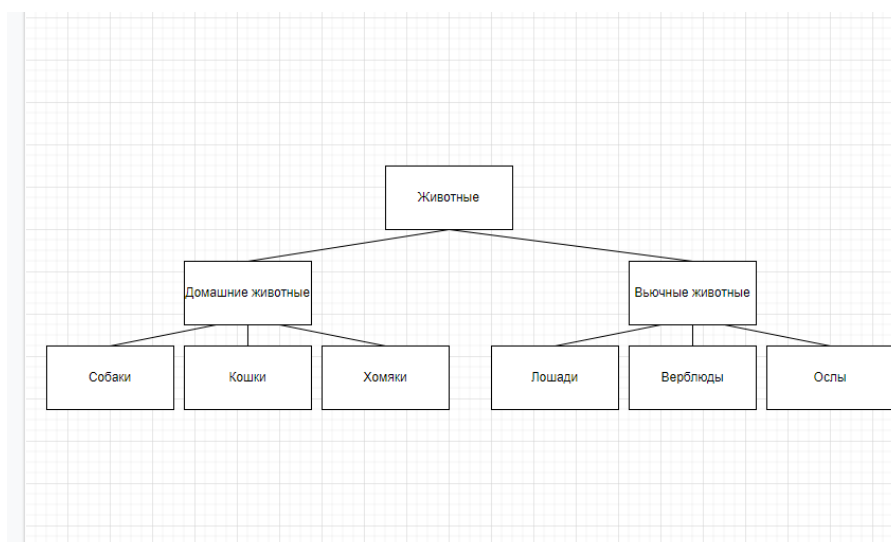 Животные
Домашние животные
Вьючные животные
Собаки
Кошки
Хомяки
Лошади
Верблюды
Ослы